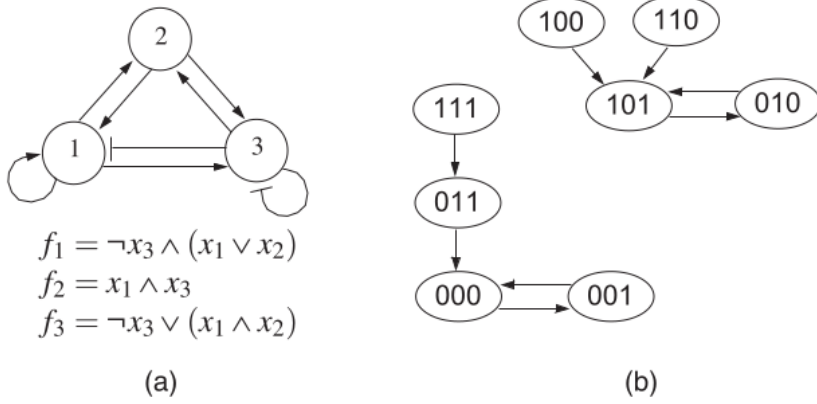 2
1
3
f₁ = ¬x₃ ∧ (x₁ ∨ x₂)
f₂ = x₁ ∧ x₃
f₃ = ¬x₃ ∨ (x₁ ∧ x₂)
(a)
100 110
111 101 010
011
000 001
(b)